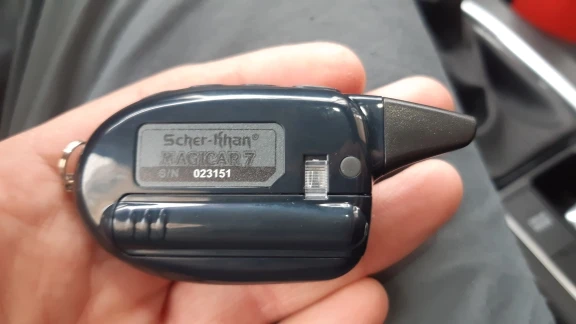 Scher-Khan®
MAGICAR 7
S/N 023151